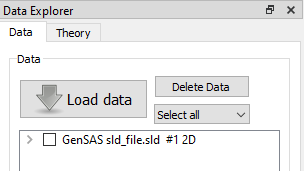 Data Explorer
Data Theory
Data
Load data
Delete Data
Select all
GenSAS sld_file.sld #1 2D